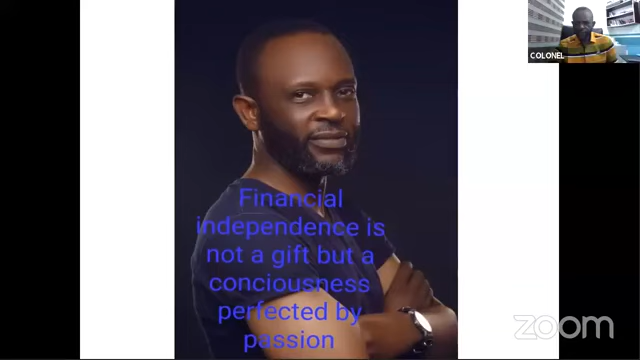 COLONEL
Financial
independence is
not a gift but a
conciousness
perfected by
passion
zoom